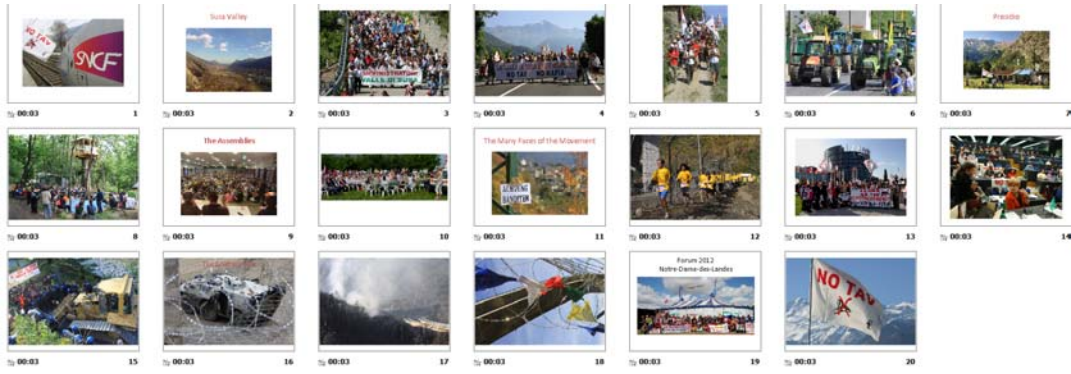 NO TAV
SNCF
Susa Valley
NO TAV NO MAFIA
Presidio
00:03 1
00:03 2
00:03 3
00:03 4
00:03 5
00:03 6
00:03 7
The Assemblies
The Many Faces of the Movement
ACHTUNG
BANDITEN
00:03 8
00:03 9
00:03 10
00:03 11
00:03 12
00:03 13
00:03 14
Forum 2012
Notre-Dame-des-Landes
NO TAV
00:03 15
00:03 16
00:03 17
00:03 18
00:03 19
00:03 20